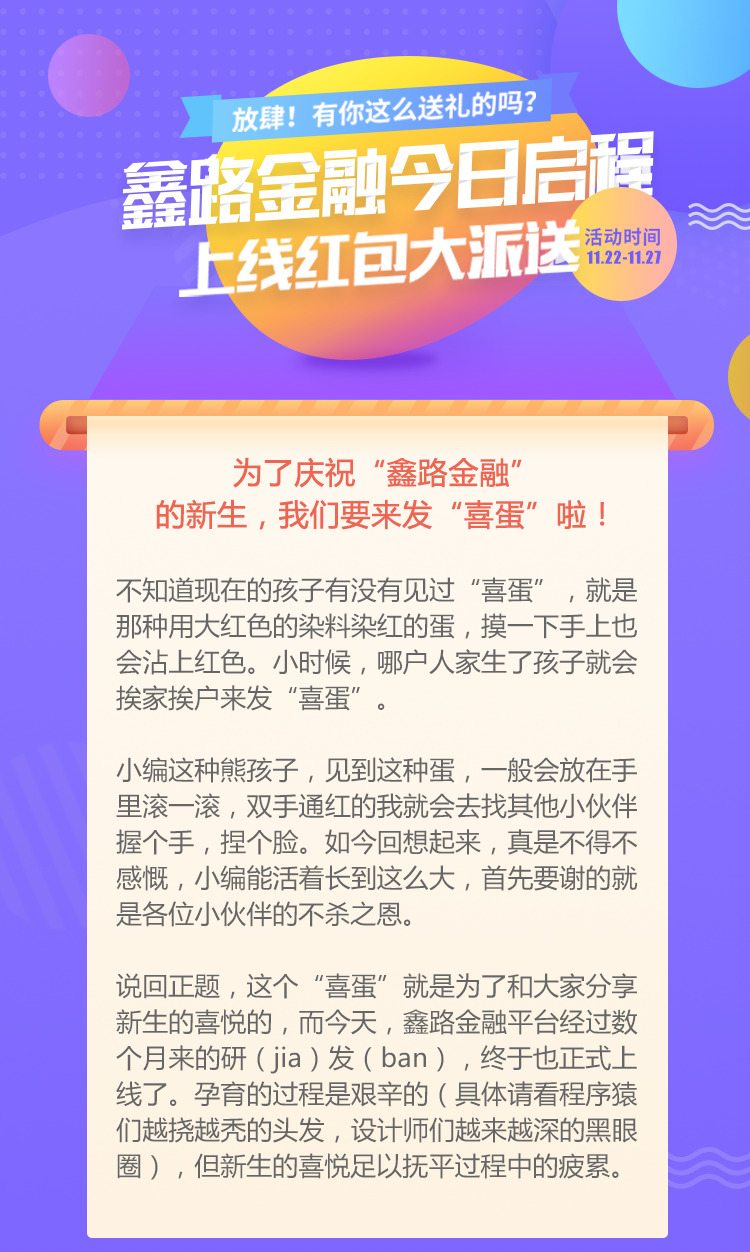 放肆！有你这么送礼的吗？
鑫路金融今日启程
上线红包大派送
活动时间
11.22-11.27
为了庆祝“鑫路金融”
的新生，我们要来发“喜蛋”啦！
不知道现在的孩子有没有见过“喜蛋”，就是
那种用大红色的染料染红的蛋，摸一下手上也
会沾上红色。小时候，哪户人家生了孩子就会
挨家挨户来发“喜蛋”。
小编这种熊孩子，见到这种蛋，一般会放在手
里滚一滚，双手通红的我就会去找其他小伙伴
握个手，捏个脸。如今回想起来，真是不得不
感慨，小编能活着长到这么大，首先要谢的就
是各位小伙伴的不杀之恩。
说回正题，这个“喜蛋”就是为了和大家分享
新生的喜悦的，而今天，鑫路金融平台经过数
个月来的研（jia）发（ban），终于也正式上
线了。孕育的过程是艰辛的（具体请看程序猿
们越挠越秃的头发，设计师们越来越深的黑眼
圈），但新生的喜悦足以抚平过程中的疲累。